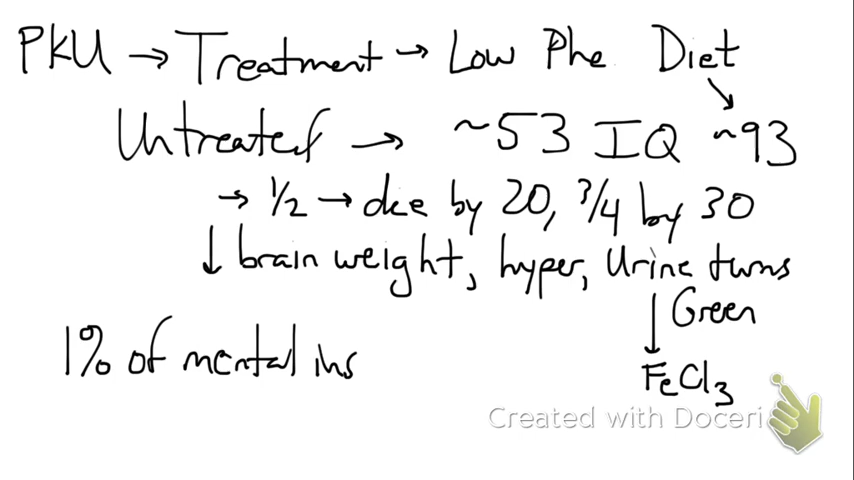 PKU → Treatment → Low Phe Diet
Untreated → ~53 IQ ~93
→ 1/2 → die by 20, 3/4 by 30
↓ brain weight, hyper, Urine turns
↓ Green
1% of mental ins
FeCl3
Created with Doceri